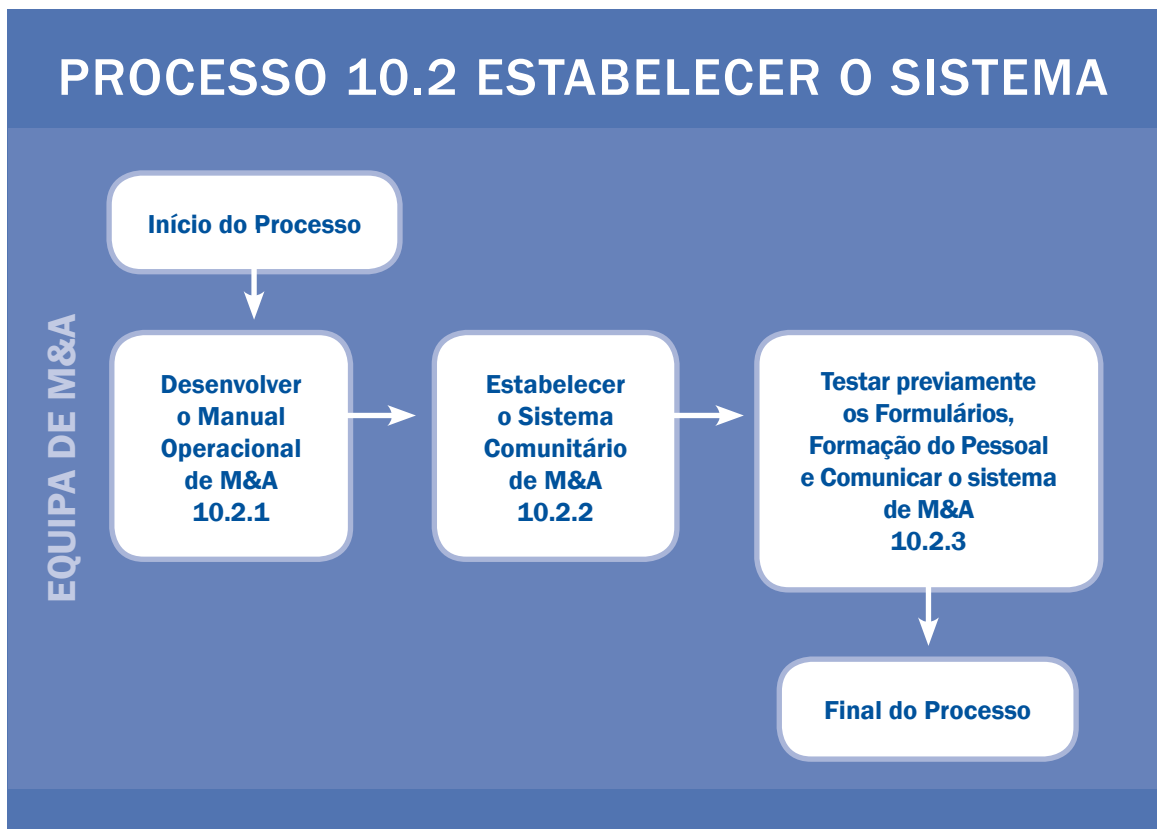 PROCESSO 10.2 ESTABELECER O SISTEMA
EQUIPA DE M&A
Início do Processo
Desenvolver
o Manual
Operacional
de M&A
10.2.1
Estabelecer
o Sistema
Comunitário
de M&A
10.2.2
Testar previamente
os Formulários,
Formação do Pessoal
e Comunicar o sistema
de M&A
10.2.3
Final do Processo